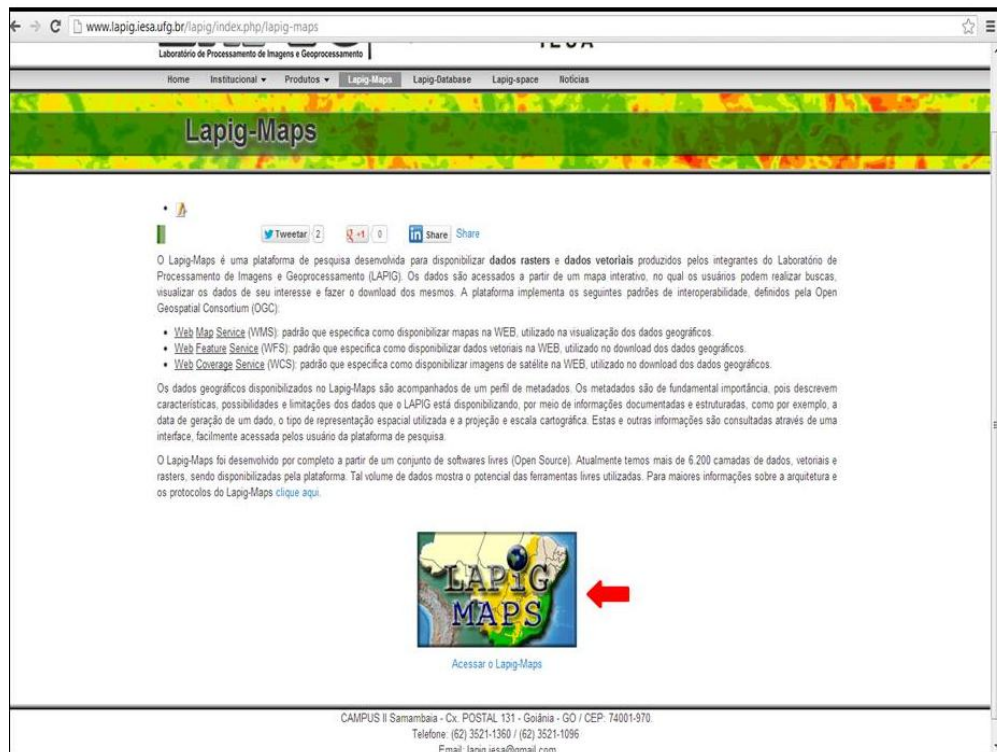 www.lapig.iesa.ufg.br/lapig/index.php/lapig-maps
Laboratório de Processamento de Imagens e Geoprocessamento
Home Institucional Produtos Lapig-Maps Lapig-Database Lapig-space Notícias
Lapig-Maps
Tweetar 2 +1 0 in Share Share
O Lapig-Maps é uma plataforma de pesquisa desenvolvida para disponibilizar dados rasters e dados vetoriais produzidos pelos integrantes do Laboratório de
Processamento de Imagens e Geoprocessamento (LAPIG). Os dados são acessados a partir de um mapa interativo, no qual os usuários podem realizar buscas,
visualizar os dados de seu interesse e fazer o download dos mesmos. A plataforma implementa os seguintes padrões de interoperabilidade, definidos pela Open
Geospatial Consortium (OGC):
• Web Map Service (WMS): padrão que especifica como disponibilizar mapas na WEB, utilizado na visualização dos dados geográficos.
• Web Feature Service (WFS): padrão que especifica como disponibilizar dados vetoriais na WEB, utilizado no download dos dados geográficos.
• Web Coverage Service (WCS): padrão que especifica como disponibilizar imagens de satélite na WEB, utilizado no download dos dados geográficos.
Os dados geográficos disponibilizados no Lapig-Maps são acompanhados de um perfil de metadados. Os metadados são de fundamental importância, pois descrevem
características, possibilidades e limitações dos dados que o LAPIG está disponibilizando, por meio de informações documentadas e estruturadas, como por exemplo, a
data de geração de um dado, o tipo de representação espacial utilizada e a projeção e escala cartográfica. Estas e outras informações são consultadas através de uma
interface, facilmente acessada pelos usuário da plataforma de pesquisa.
O Lapig-Maps foi desenvolvido por completo a partir de um conjunto de softwares livres (Open Source). Atualmente temos mais de 6.200 camadas de dados, vetoriais e
rasters, sendo disponibilizadas pela plataforma. Tal volume de dados mostra o potencial das ferramentas livres utilizadas. Para maiores informações sobre a arquitetura e
os protocolos do Lapig-Maps clique aqui.
LAPIG
MAPS
Acessar o Lapig-Maps
CAMPUS II Samambaia - Cx. POSTAL 131 - Goiânia - GO / CEP: 74001-970.
Telefone: (62) 3521-1360 / (62) 3521-1096
Email: lapig.iesa@gmail.com